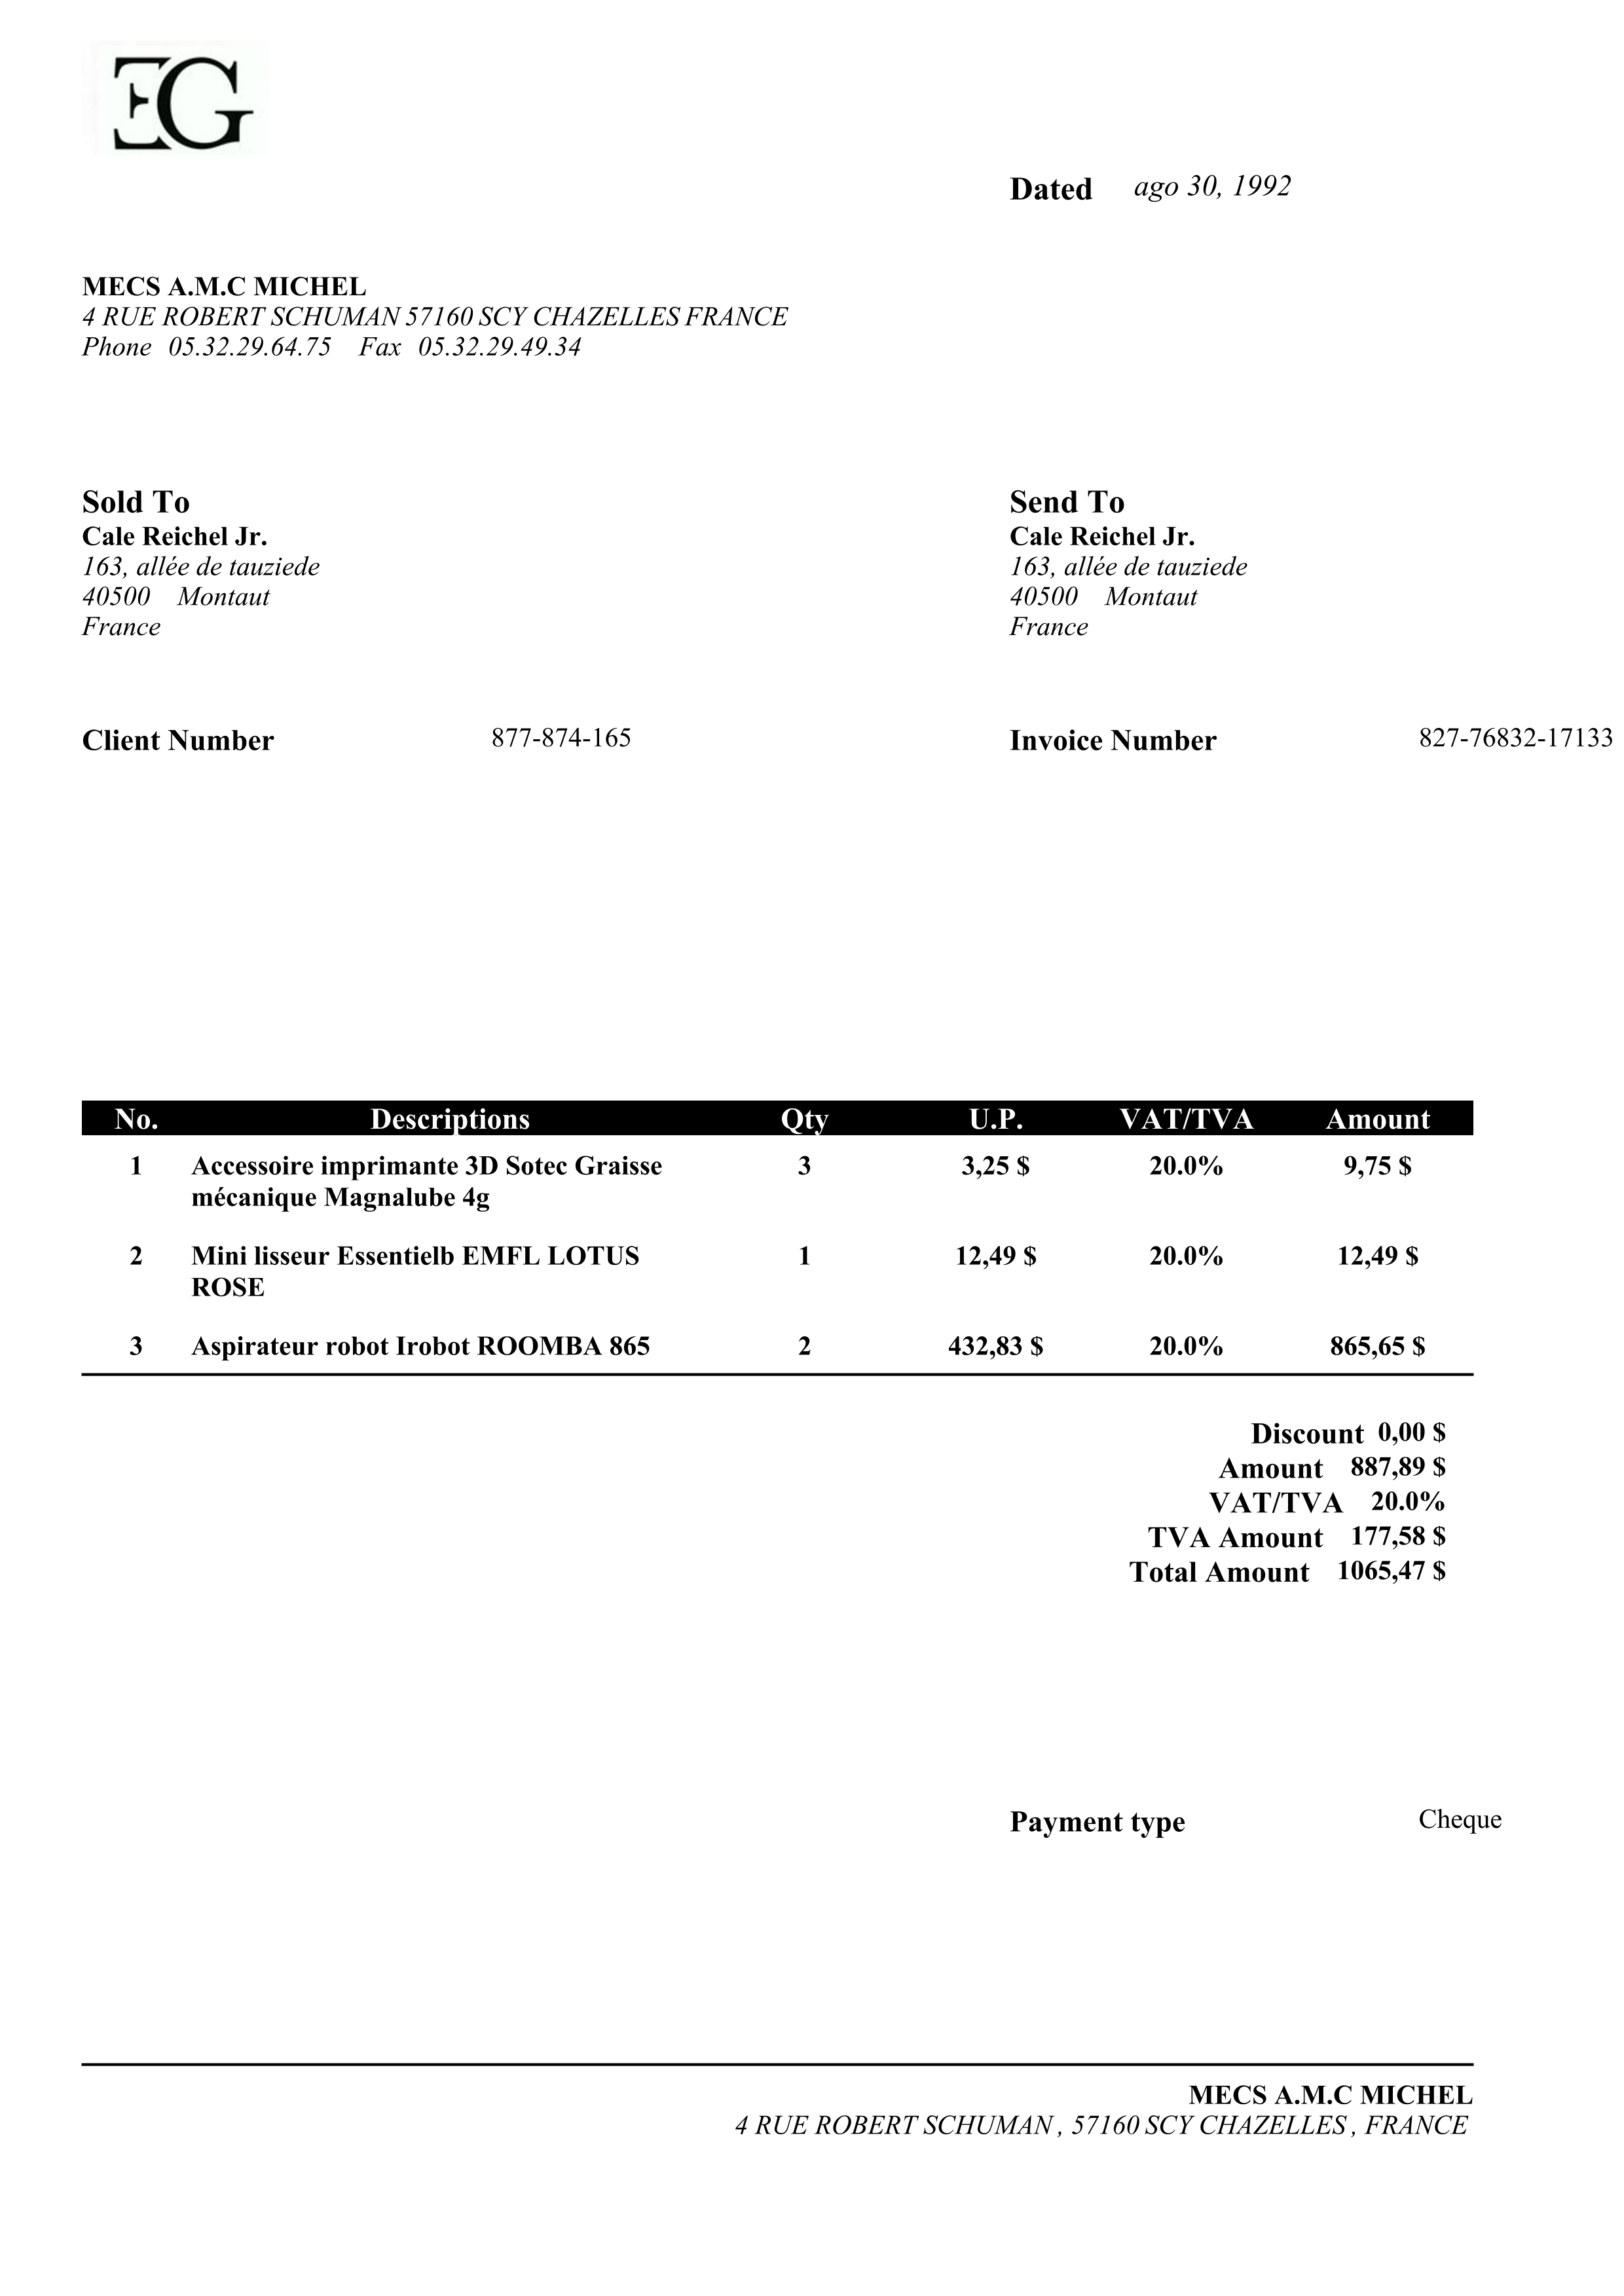 EG
Dated ago 30, 1992
MECS A.M.C MICHEL
4 RUE ROBERT SCHUMAN 57160 SCY CHAZELLES FRANCE
Phone 05.32.29.64.75 Fax 05.32.29.49.34
Sold To
Cale Reichel Jr.
163, allée de tauziede
40500 Montaut
France
Send To
Cale Reichel Jr.
163, allée de tauziede
40500 Montaut
France
Client Number 877-874-165
Invoice Number 827-76832-17133
No. Descriptions Qty U.P. VAT/TVA Amount
1 Accessoire imprimante 3D Sotec Graisse 3 3,25 $ 20.0% 9,75 $
mécanique Magnalube 4g
2 Mini lisseur Essentielb EMFL LOTUS 1 12,49 $ 20.0% 12,49 $
ROSE
3 Aspirateur robot Irobot ROOMBA 865 2 432,83 $ 20.0% 865,65 $
Discount 0,00 $
Amount 887,89 $
VAT/TVA 20.0%
TVA Amount 177,58 $
Total Amount 1065,47 $
Payment type Cheque
MECS A.M.C MICHEL
4 RUE ROBERT SCHUMAN , 57160 SCY CHAZELLES , FRANCE